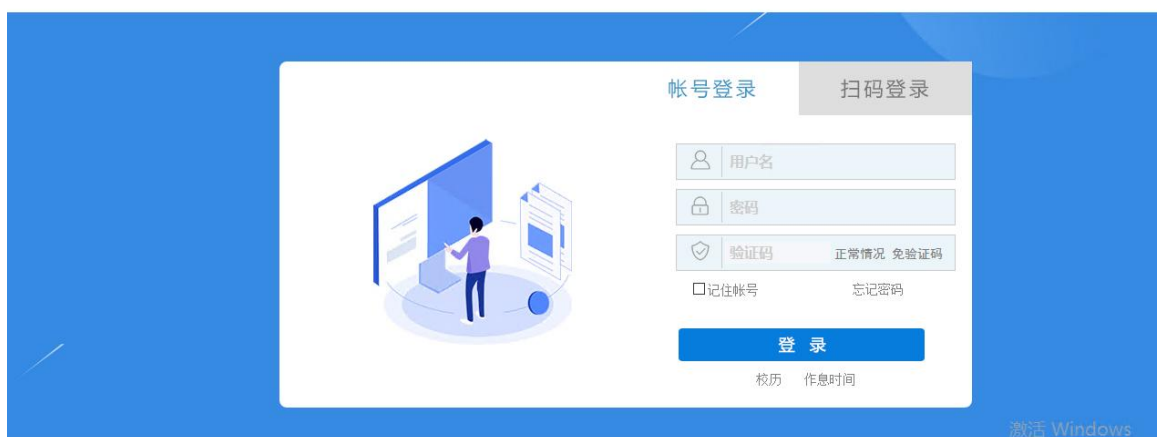 帐号登录 扫码登录
用户名
密码
验证码 正常情况 免验证码
记住帐号 忘记密码
登 录
校历 作息时间
激活 Windows